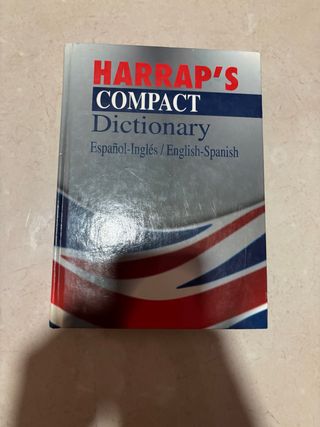 HARRAP'S
COMPACT
Dictionary
Español-Inglés / English-Spanish